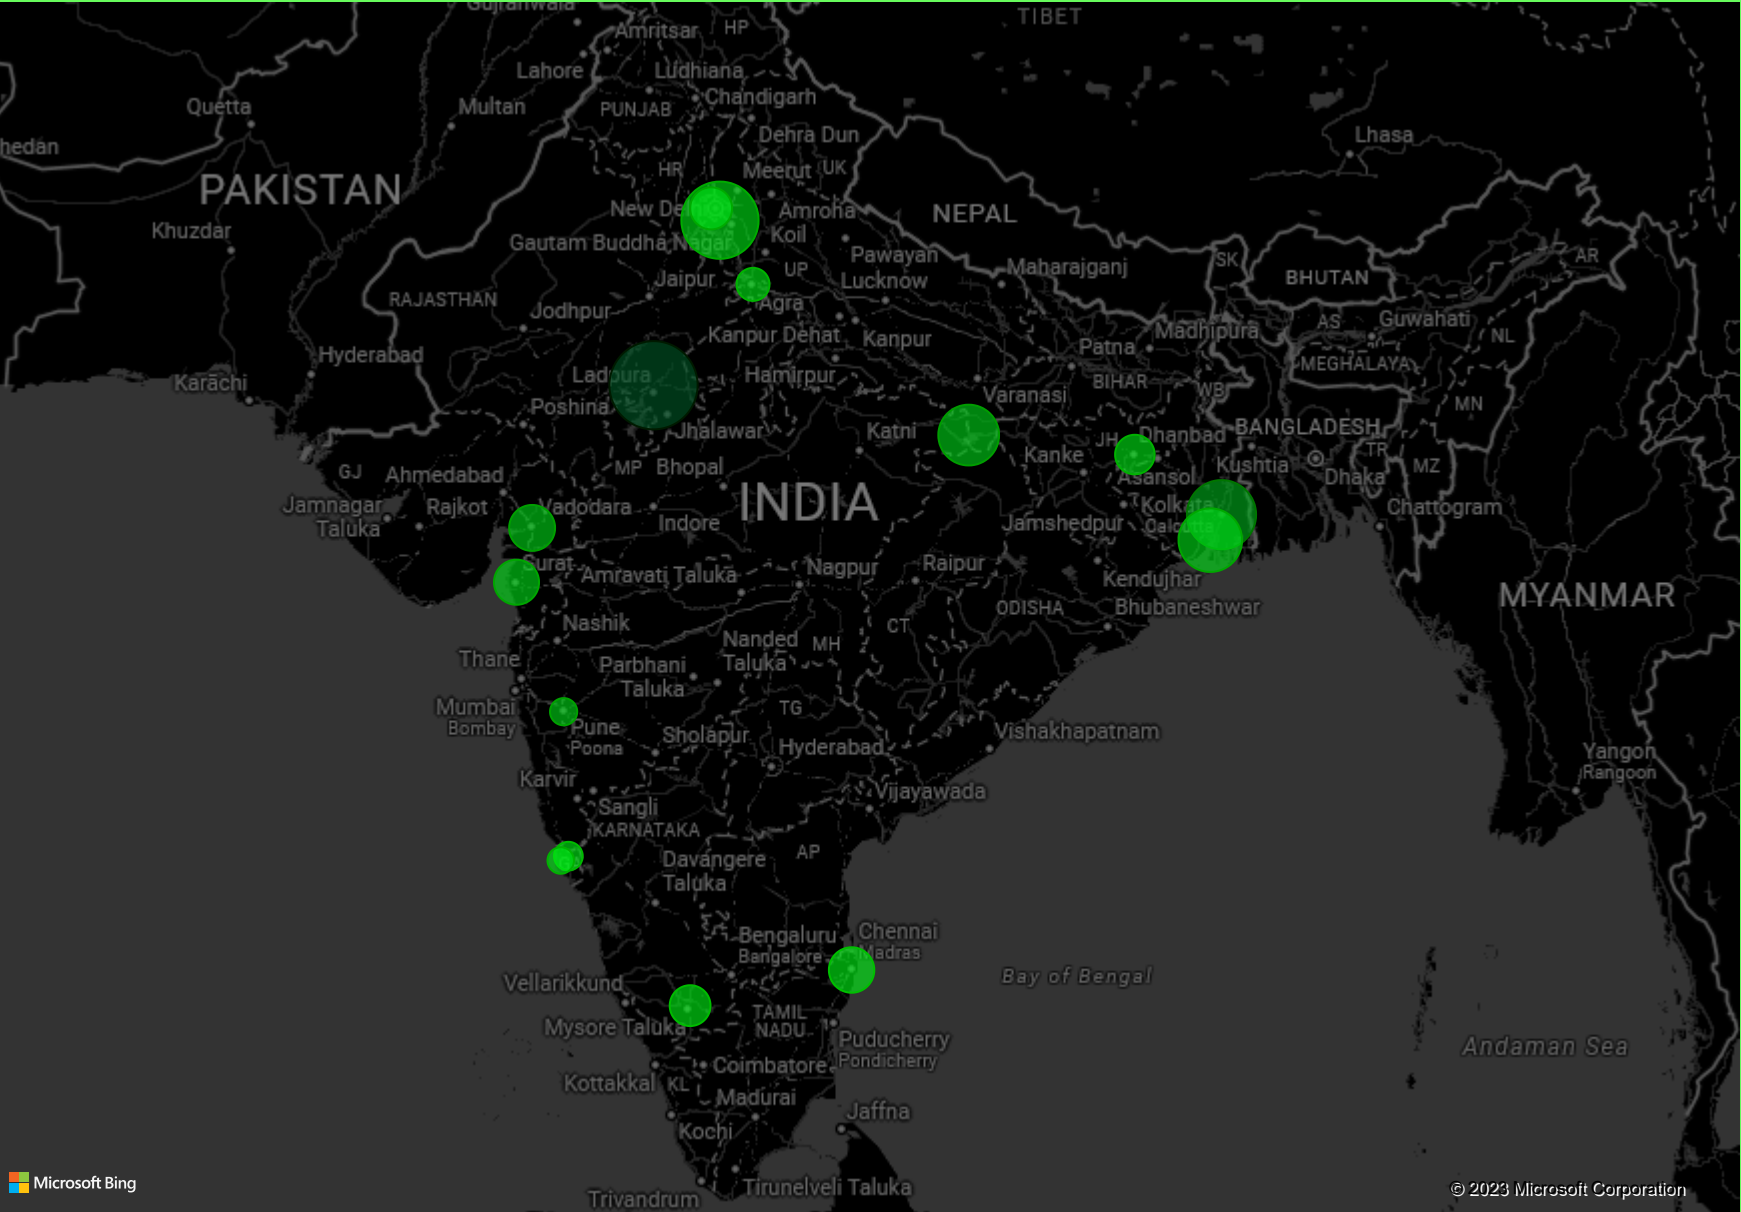 Gujranwala
TIBET
Amritsar
HP
Lahore
Ludhiana
Quetta
Multan
PUNJAB
Chandigarh
hedan
Dehra Dun
Lhasa
HR
Meerut
UK
PAKISTAN
New Delhi
Amroha
NEPAL
Khuzdar
Gautam Buddha Nagar
Koil
Pawayan
SK
AR
Jaipur
UP
Lucknow
Maharajganj
BHUTAN
RAJASTHAN
Jodhpur
Agra
AS
Guwahati
Kanpur Dehat
Kanpur
Madhipura
NL
Hyderabad
Patna
MEGHALAYA
Karāchi
Ladpura
Hamirpur
BIHAR
WB
Poshina
Varanasi
MN
Jhalawar
Katni
JH
Dhanbad
BANGLADESH
TR
GJ
Ahmedabad
MP
Bhopal
Kanke
Kushtia
MZ
Asansol
Dhaka
Jamnagar
Taluka
Rajkot
Vadodara
INDIA
Kolkata
Calcutta
Chattogram
Indore
Jamshedpur
Surat
Amravati Taluka
Nagpur
Raipur
Kendujhar
MYANMAR
ODISHA
Bhubaneshwar
Nashik
CT
Nanded
Taluka
MH
Thane
Parbhani
Taluka
Mumbai
Bombay
TG
Pune
Poona
Sholapur
Hyderabad
Vishakhapatnam
Yangon
Rangoon
Karvir
Sangli
Vijayawada
KARNATAKA
Davangere
Taluka
AP
Bengaluru
Bangalore
Chennai
Madras
Bay of Bengal
Vellarikkund
Mysore Taluka
TAMIL
NADU
Puducherry
Pondicherry
Andaman Sea
Coimbatore
Kottakkal
KL
Madurai
Jaffna
Kochi
Microsoft Bing
Tirunelveli Taluka
Trivandrum
© 2023 Microsoft Corporation